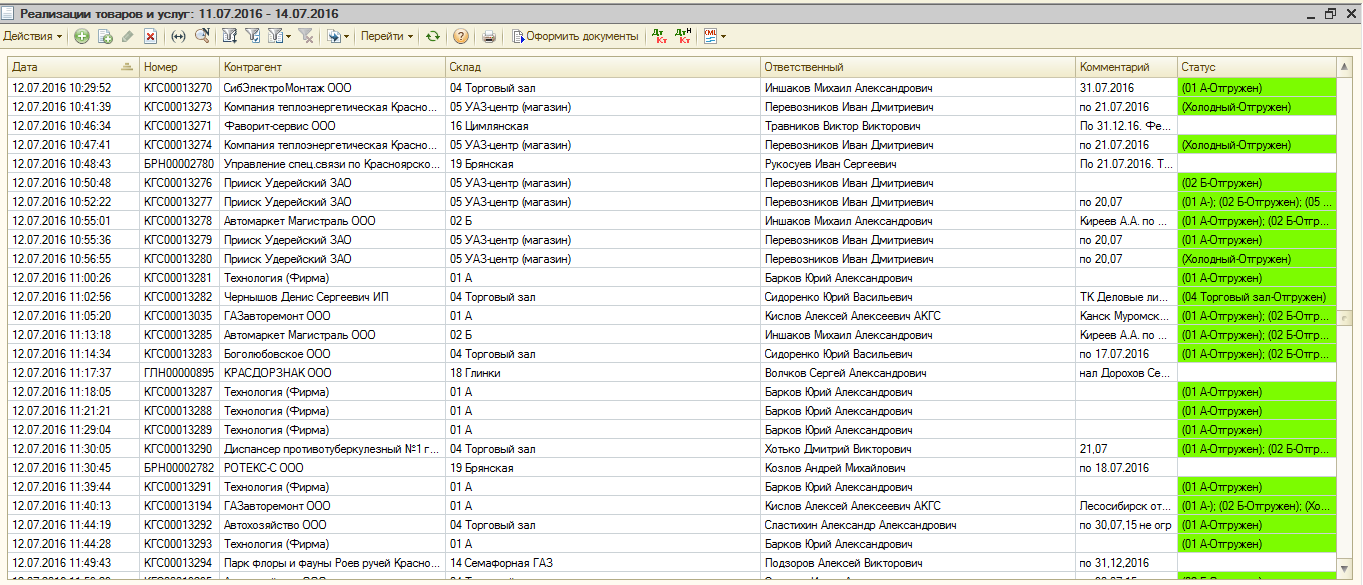 Реализации товаров и услуг: 11.07.2016 - 14.07.2016
Действия Перейти Оформить документы
Дата Номер Контрагент Склад Ответственный Комментарий Статус
12.07.2016 10:29:52 КГС00013270 СибЭлектроМонтаж ООО 04 Торговый зал Иншаков Михаил Александрович 31.07.2016 (01 А-Отгружен)
12.07.2016 10:41:39 КГС00013273 Компания теплоэнергетическая Красно... 05 УАЗ-центр (магазин) Перевозников Иван Дмитриевич по 21.07.2016 (Холодный-Отгружен)
12.07.2016 10:46:34 КГС00013271 Фаворит-сервис ООО 16 Цимлянская Травников Виктор Викторович По 31.12.16. Фе...
12.07.2016 10:47:41 КГС00013274 Компания теплоэнергетическая Красно... 05 УАЗ-центр (магазин) Перевозников Иван Дмитриевич по 21.07.2016 (Холодный-Отгружен)
12.07.2016 10:48:43 БРН00002780 Управление спец.связи по Красноярско... 19 Брянская Рукосуев Иван Сергеевич По 21.07.2016. Т...
12.07.2016 10:50:48 КГС00013276 Прииск Удерейский ЗАО 05 УАЗ-центр (магазин) Перевозников Иван Дмитриевич (02 Б-Отгружен)
12.07.2016 10:52:22 КГС00013277 Прииск Удерейский ЗАО 05 УАЗ-центр (магазин) Перевозников Иван Дмитриевич по 20,07 (01 А-); (02 Б-Отгружен); (05 ...
12.07.2016 10:55:01 КГС00013278 Автомаркет Магистраль ООО 02 Б Иншаков Михаил Александрович Киреев А.А. по ... (01 А-Отгружен); (02 Б-Отгр...
12.07.2016 10:55:36 КГС00013279 Прииск Удерейский ЗАО 05 УАЗ-центр (магазин) Перевозников Иван Дмитриевич по 20,07 (01 А-Отгружен)
12.07.2016 10:56:55 КГС00013280 Прииск Удерейский ЗАО 05 УАЗ-центр (магазин) Перевозников Иван Дмитриевич по 20,07 (Холодный-Отгружен)
12.07.2016 11:00:26 КГС00013281 Технология (Фирма) 01 А Барков Юрий Александрович (01 А-Отгружен)
12.07.2016 11:02:56 КГС00013282 Чернышов Денис Сергеевич ИП 04 Торговый зал Сидоренко Юрий Васильевич ТК Деловые ли... (04 Торговый зал-Отгружен)
12.07.2016 11:05:20 КГС00013035 ГАЗавторемонт ООО 01 А Кислов Алексей Алексеевич АКГС Канск Муромск... (01 А-Отгружен); (02 Б-Отгр...
12.07.2016 11:13:18 КГС00013285 Автомаркет Магистраль ООО 02 Б Иншаков Михаил Александрович Киреев А.А. по ... (01 А-Отгружен); (02 Б-Отгр...
12.07.2016 11:14:34 КГС00013283 Боголюбовское ООО 04 Торговый зал Сидоренко Юрий Васильевич по 17.07.2016 (01 А-Отгружен); (02 Б-Отгр...
12.07.2016 11:17:37 ГЛН00000895 КРАСДОРЗНАК ООО 18 Глинки Волчков Сергей Александрович нал Дорохов Се...
12.07.2016 11:18:05 КГС00013287 Технология (Фирма) 01 А Барков Юрий Александрович (01 А-Отгружен)
12.07.2016 11:21:21 КГС00013288 Технология (Фирма) 01 А Барков Юрий Александрович (01 А-Отгружен)
12.07.2016 11:29:04 КГС00013289 Технология (Фирма) 01 А Барков Юрий Александрович (01 А-Отгружен)
12.07.2016 11:30:05 КГС00013290 Диспансер противотуберкулезный №1 г... 04 Торговый зал Хотько Дмитрий Викторович 21,07 (01 А-Отгружен); (02 Б-Отгр...
12.07.2016 11:30:45 БРН00002782 РОТЕКС-С ООО 19 Брянская Козлов Андрей Михайлович по 18.07.2016
12.07.2016 11:39:44 КГС00013291 Технология (Фирма) 01 А Барков Юрий Александрович (01 А-Отгружен)
12.07.2016 11:40:13 КГС00013194 ГАЗавторемонт ООО 01 А Кислов Алексей Алексеевич АКГС Лесосибирск от... (01 А-); (02 Б-Отгружен); (Хо...
12.07.2016 11:44:19 КГС00013292 Автохозяйство ООО 04 Торговый зал Сластихин Александр Александрович по 30,07,15 не огр (01 А-Отгружен)
12.07.2016 11:44:28 КГС00013293 Технология (Фирма) 01 А Барков Юрий Александрович (01 А-Отгружен)
12.07.2016 11:49:43 КГС00013294 Парк флоры и фауны Роев ручей Красно... 14 Семафорная ГАЗ Подзоров Алексей Викторович по 31,12,2016